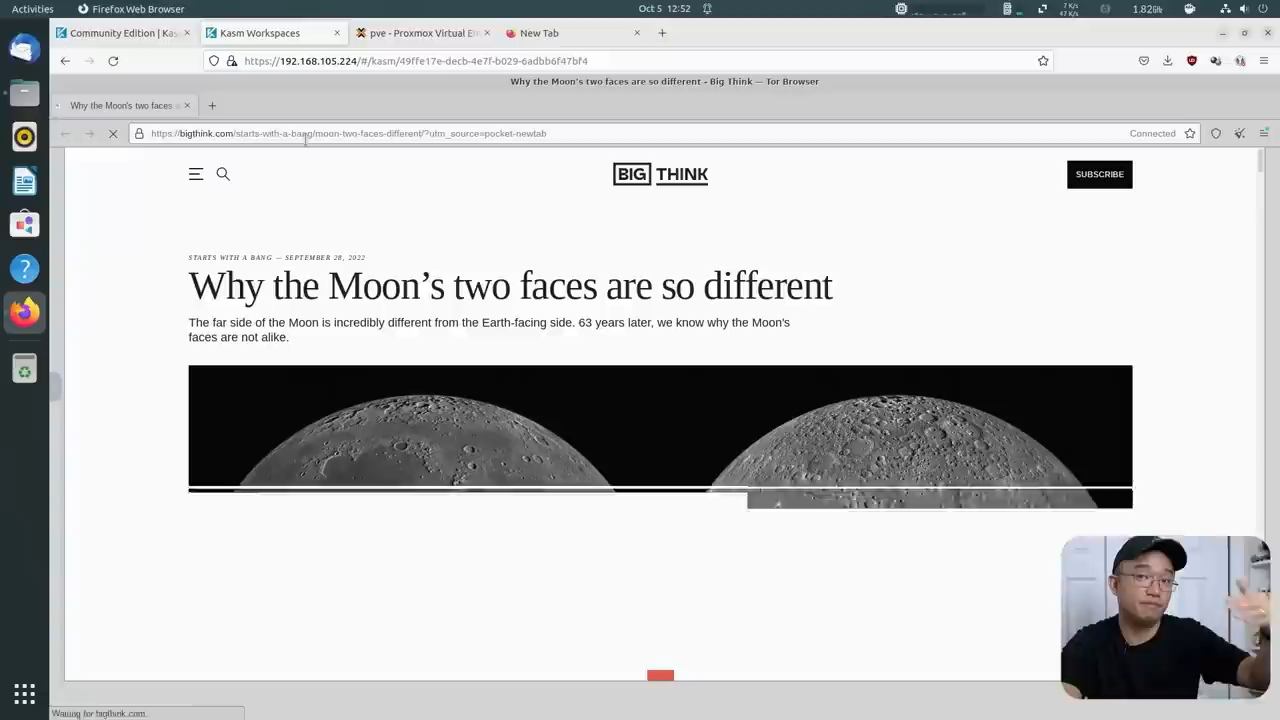 Activities
Firefox Web Browser
Oct 5 12:52
Community Edition | Kas
Kasm Workspaces
pve - Proxmox Virtual En
New Tab
https://192.168.105.224/#/kasm/49ffe17e-decb-4e7f-b029-6adbb6f47bf4
Why the Moon's two faces are so different - Big Think — Tor Browser
Why the Moon's two faces
https://bigthink.com/starts-with-a-bang/moon-two-faces-different/?utm_source=pocket-newtab
Connected
BIG THINK
SUBSCRIBE
STARTS WITH A BANG — SEPTEMBER 28, 2022
Why the Moon’s two faces are so different
The far side of the Moon is incredibly different from the Earth-facing side. 63 years later, we know why the Moon's
faces are not alike.
Waiting for bigthink.com…